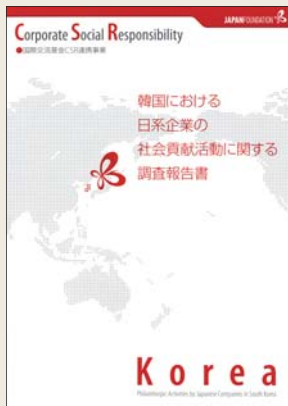 JAPANFOUNDATION
Corporate Social Responsibility
●国際交流基金CSR連携事業
韓国における
日系企業の
社会貢献活動に関する
調査報告書
Korea
Philanthropic Activities by Japanese Companies in South Korea